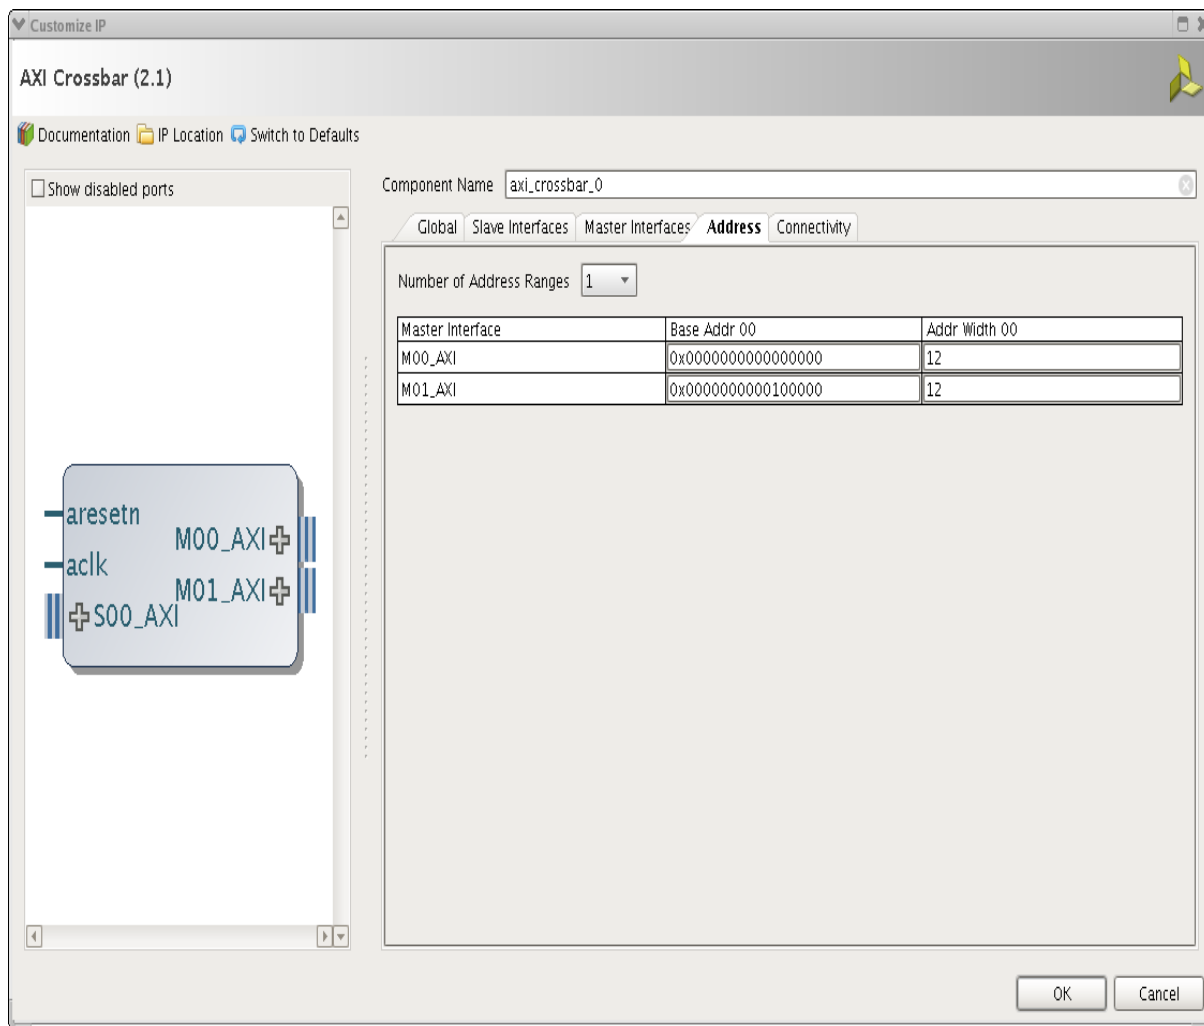 Customize IP
AXI Crossbar (2.1)
Documentation IP Location Switch to Defaults
Show disabled ports
Component Name axi_crossbar_0
Global Slave Interfaces Master Interfaces Address Connectivity
Number of Address Ranges 1
Master Interface Base Addr 00 Addr Width 00
M00_AXI 0x0000000000000000 12
M01_AXI 0x0000000000100000 12
aresetn
M00_AXI
aclk
M01_AXI
S00_AXI
OK Cancel